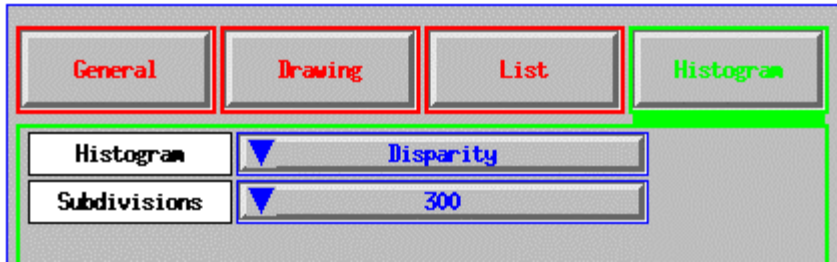 General Drawing List Histogram
Histogram Disparity
Subdivisions 300